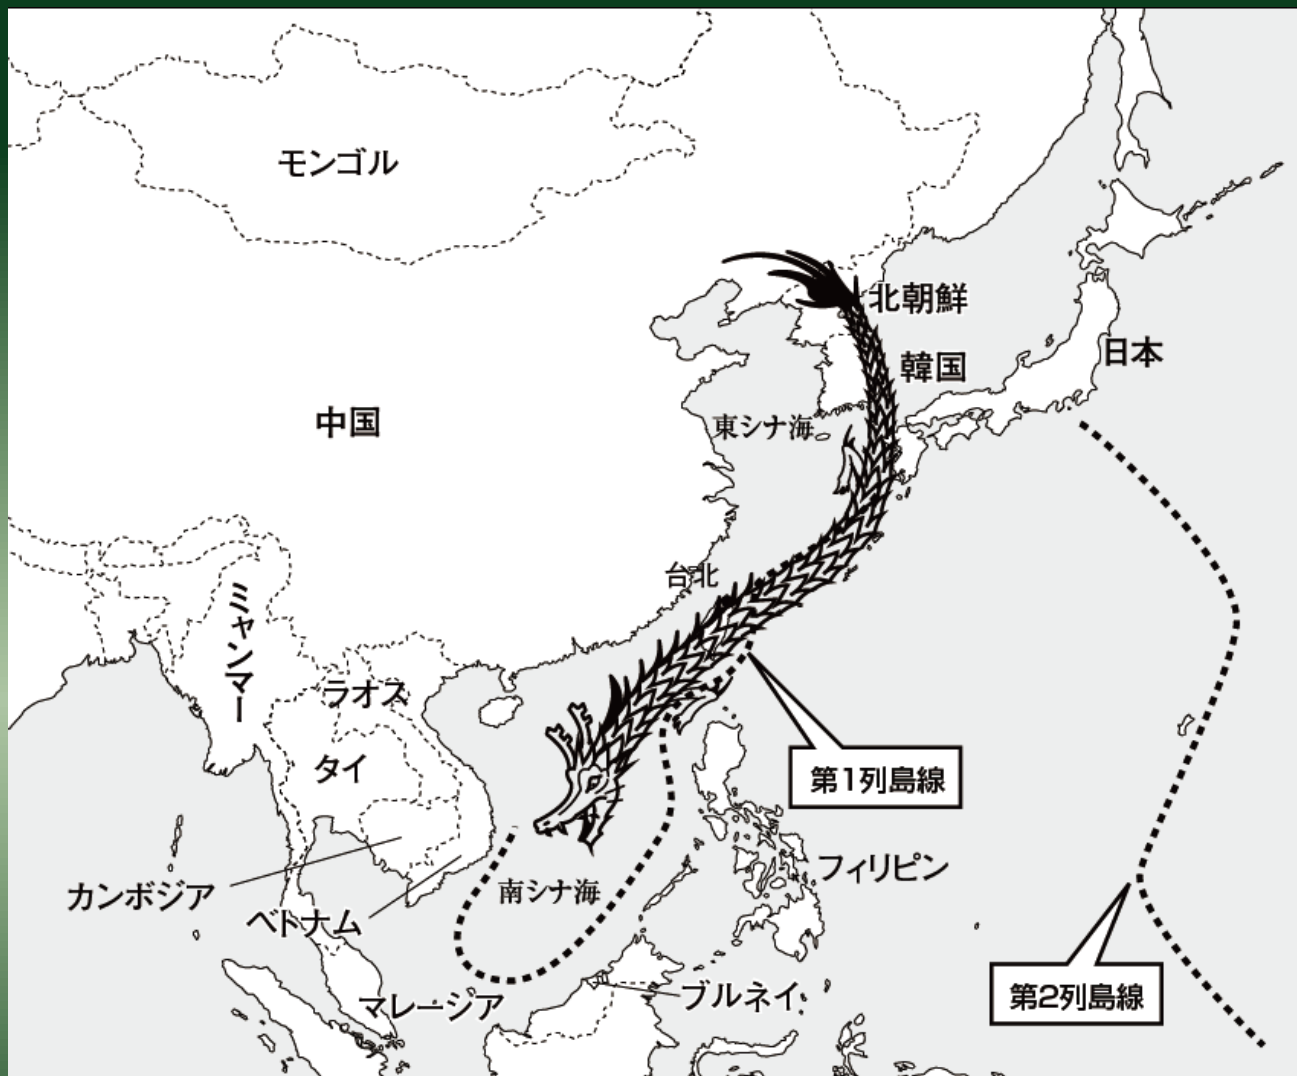 モンゴル
北朝鮮
日本
韓国
中国
東シナ海
台北
ミャンマー
ラオス
タイ
第1列島線
フィリピン
カンボジア
南シナ海
ベトナム
ブルネイ
マレーシア
第2列島線